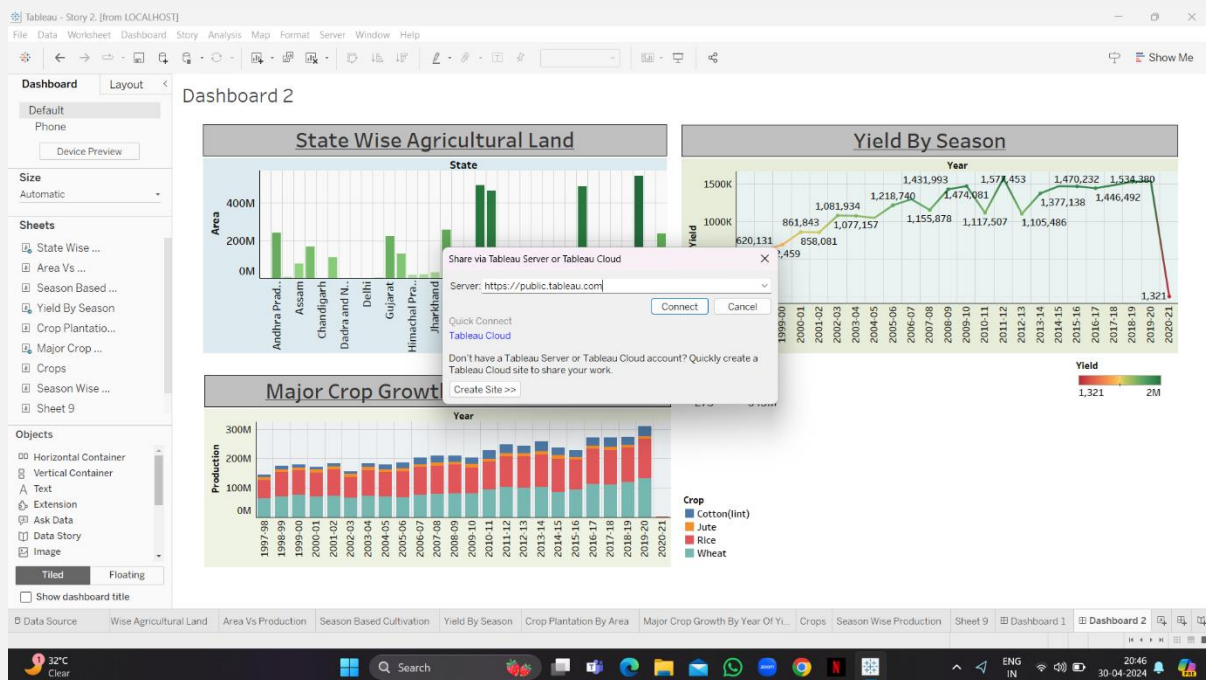 Tableau - Story 2. [from LOCALHOST]
File Data Worksheet Dashboard Story Analysis Map Format Server Window Help
Show Me
Dashboard Layout
Default
Phone
Device Preview
Size
Automatic
Sheets
State Wise ...
Area Vs ...
Season Based ...
Yield By Season
Crop Plantatio...
Major Crop ...
Crops
Season Wise ...
Sheet 9
Objects
Horizontal Container
Vertical Container
Text
Extension
Ask Data
Data Story
Image
Tiled Floating
Show dashboard title
Dashboard 2
State Wise Agricultural Land
State
Area
400M
200M
0M
Andhra Prad..
Assam
Chandigarh
Dadra and N..
Delhi
Gujarat
Himachal Pra..
Jharkhand
Yield By Season
Year
Yield
1500K
1000K
620,131
2,459
861,843
858,081
1,081,934
1,077,157
1,218,740
1,155,878
1,431,993
1,474,081
1,117,507
1,577,453
1,105,486
1,377,138
1,470,232
1,446,492
1,534,380
1,321
1999-00
2000-01
2001-02
2002-03
2003-04
2004-05
2005-06
2006-07
2007-08
2008-09
2009-10
2010-11
2011-12
2012-13
2013-14
2014-15
2015-16
2016-17
2017-18
2018-19
2019-20
2020-21
Yield
1,321 2M
Share via Tableau Server or Tableau Cloud
Server: https://public.tableau.com
Connect Cancel
Quick Connect
Tableau Cloud
Don't have a Tableau Server or Tableau Cloud account? Quickly create a
Tableau Cloud site to share your work.
Create Site >>
Major Crop Growt
Year
Production
300M
200M
100M
0M
1997-98
1998-99
1999-00
2000-01
2001-02
2002-03
2003-04
2004-05
2005-06
2006-07
2007-08
2008-09
2009-10
2010-11
2011-12
2012-13
2013-14
2014-15
2015-16
2016-17
2017-18
2018-19
2019-20
2020-21
Crop
Cotton(lint)
Jute
Rice
Wheat
Data Source Wise Agricultural Land Area Vs Production Season Based Cultivation Yield By Season Crop Plantation By Area Major Crop Growth By Year Of Yi... Crops Season Wise Production Sheet 9 Dashboard 1 Dashboard 2
1
32°C
Clear
Search
zoom
ENG
IN
20:46
30-04-2024